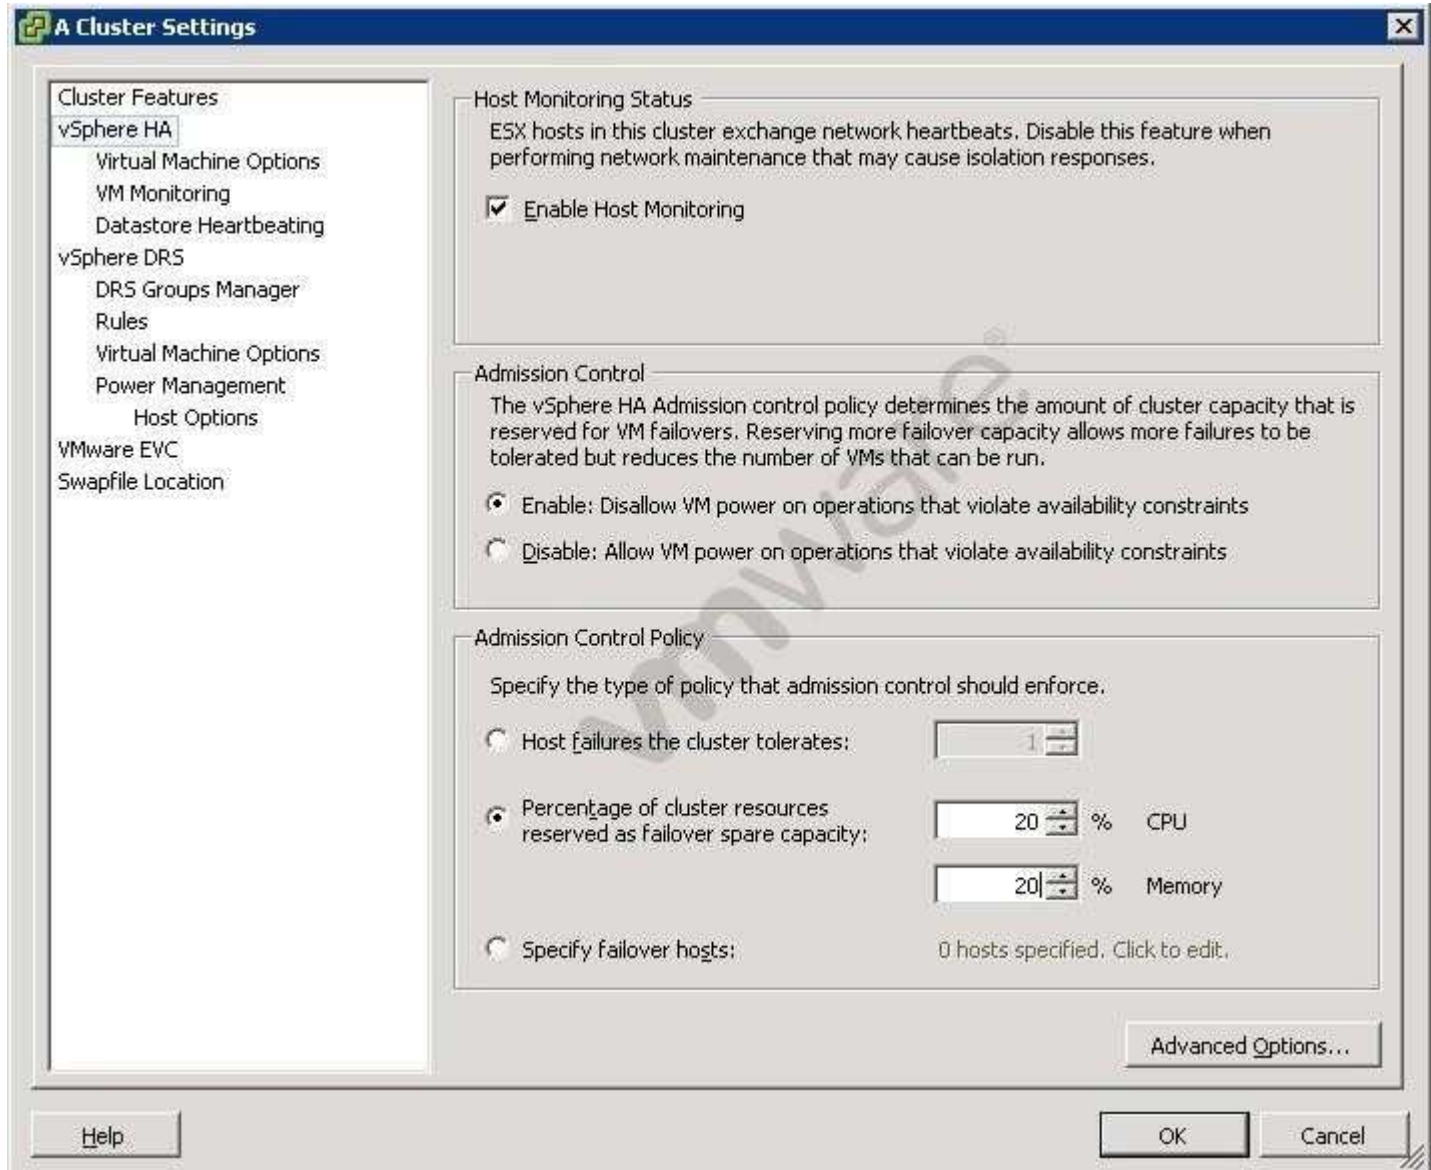 A Cluster Settings
Cluster Features
vSphere HA
Virtual Machine Options
VM Monitoring
Datastore Heartbeating
vSphere DRS
DRS Groups Manager
Rules
Virtual Machine Options
Power Management
Host Options
VMware EVC
Swapfile Location
Host Monitoring Status
ESX hosts in this cluster exchange network heartbeats. Disable this feature when
performing network maintenance that may cause isolation responses.
Enable Host Monitoring
Admission Control
The vSphere HA Admission control policy determines the amount of cluster capacity that is
reserved for VM failovers. Reserving more failover capacity allows more failures to be
tolerated but reduces the number of VMs that can be run.
Enable: Disallow VM power on operations that violate availability constraints
Disable: Allow VM power on operations that violate availability constraints
Admission Control Policy
Specify the type of policy that admission control should enforce.
Host failures the cluster tolerates: 1
Percentage of cluster resources
reserved as failover spare capacity: 20 % CPU
20 % Memory
Specify failover hosts: 0 hosts specified. Click to edit.
Advanced Options...
Help OK Cancel
vmware®